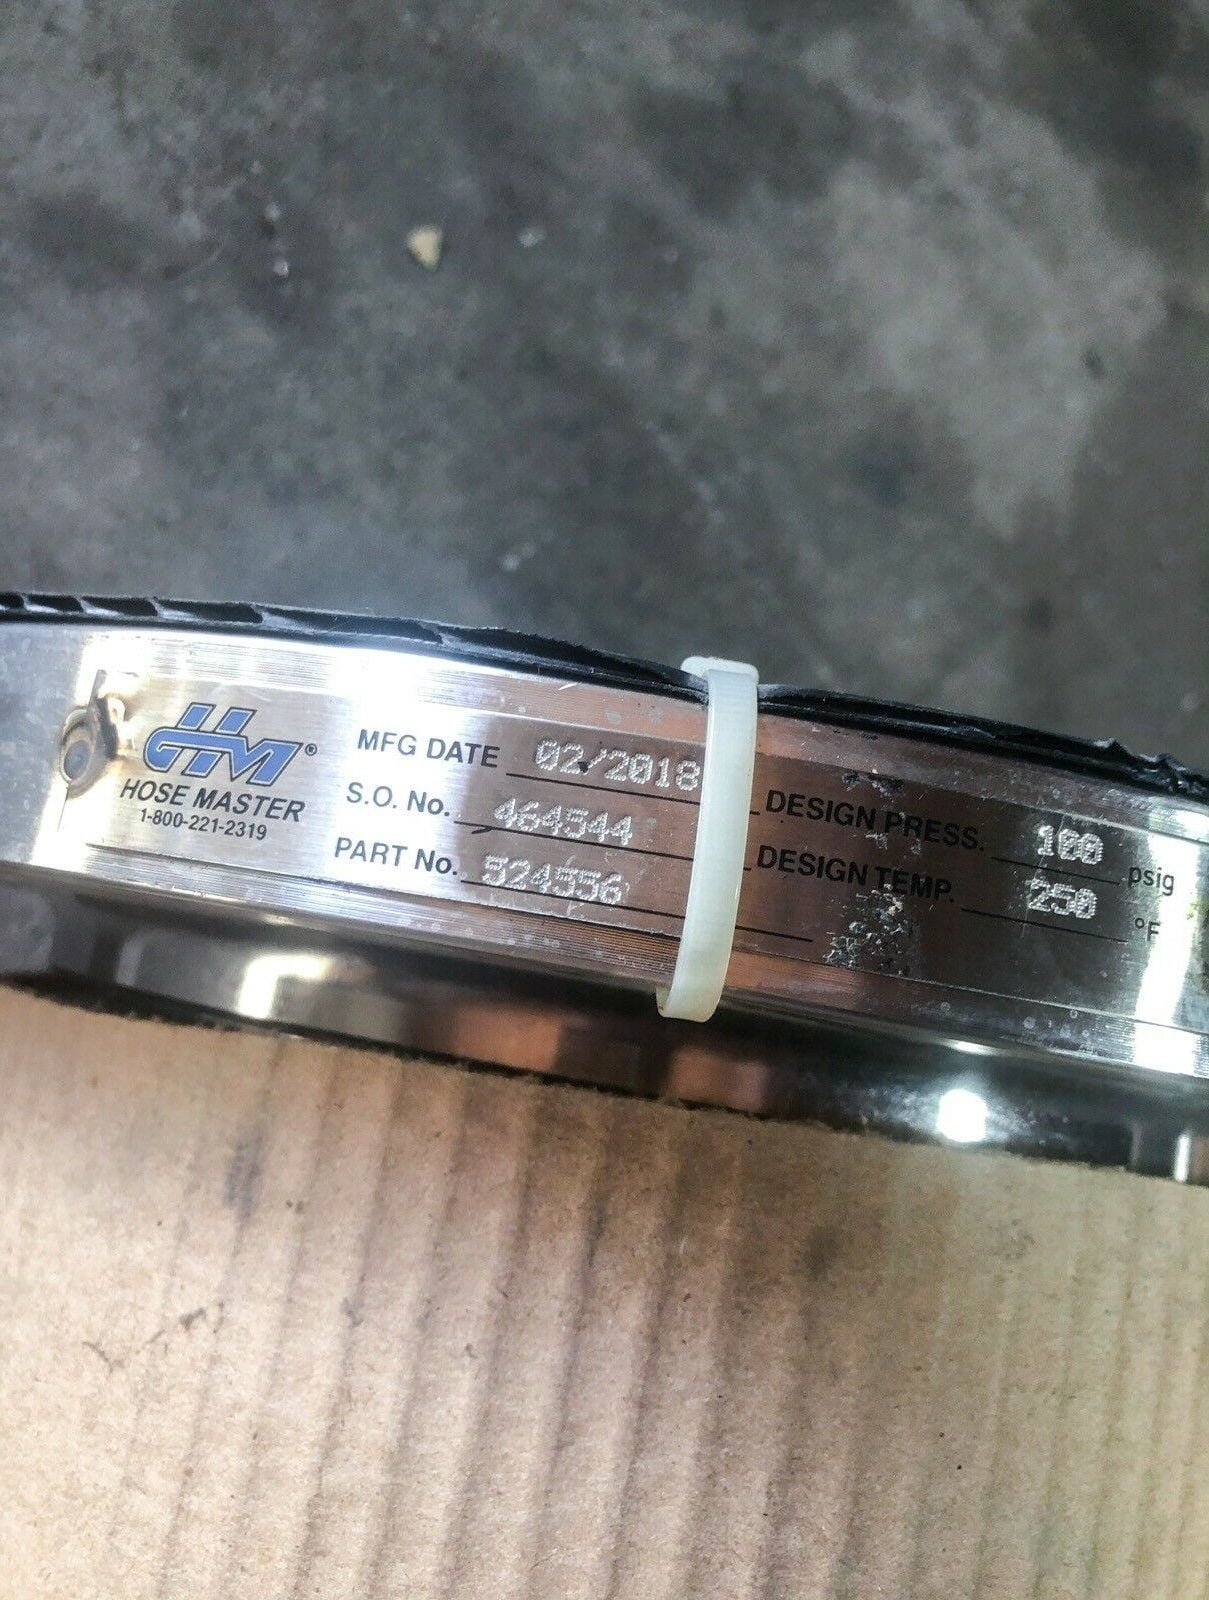 HM®
HOSE MASTER
1-800-221-2319
MFG DATE 02/2018
S.O. No. 464544
PART No. 524556
DESIGN PRESS. 100 psig
DESIGN TEMP. 250 °F